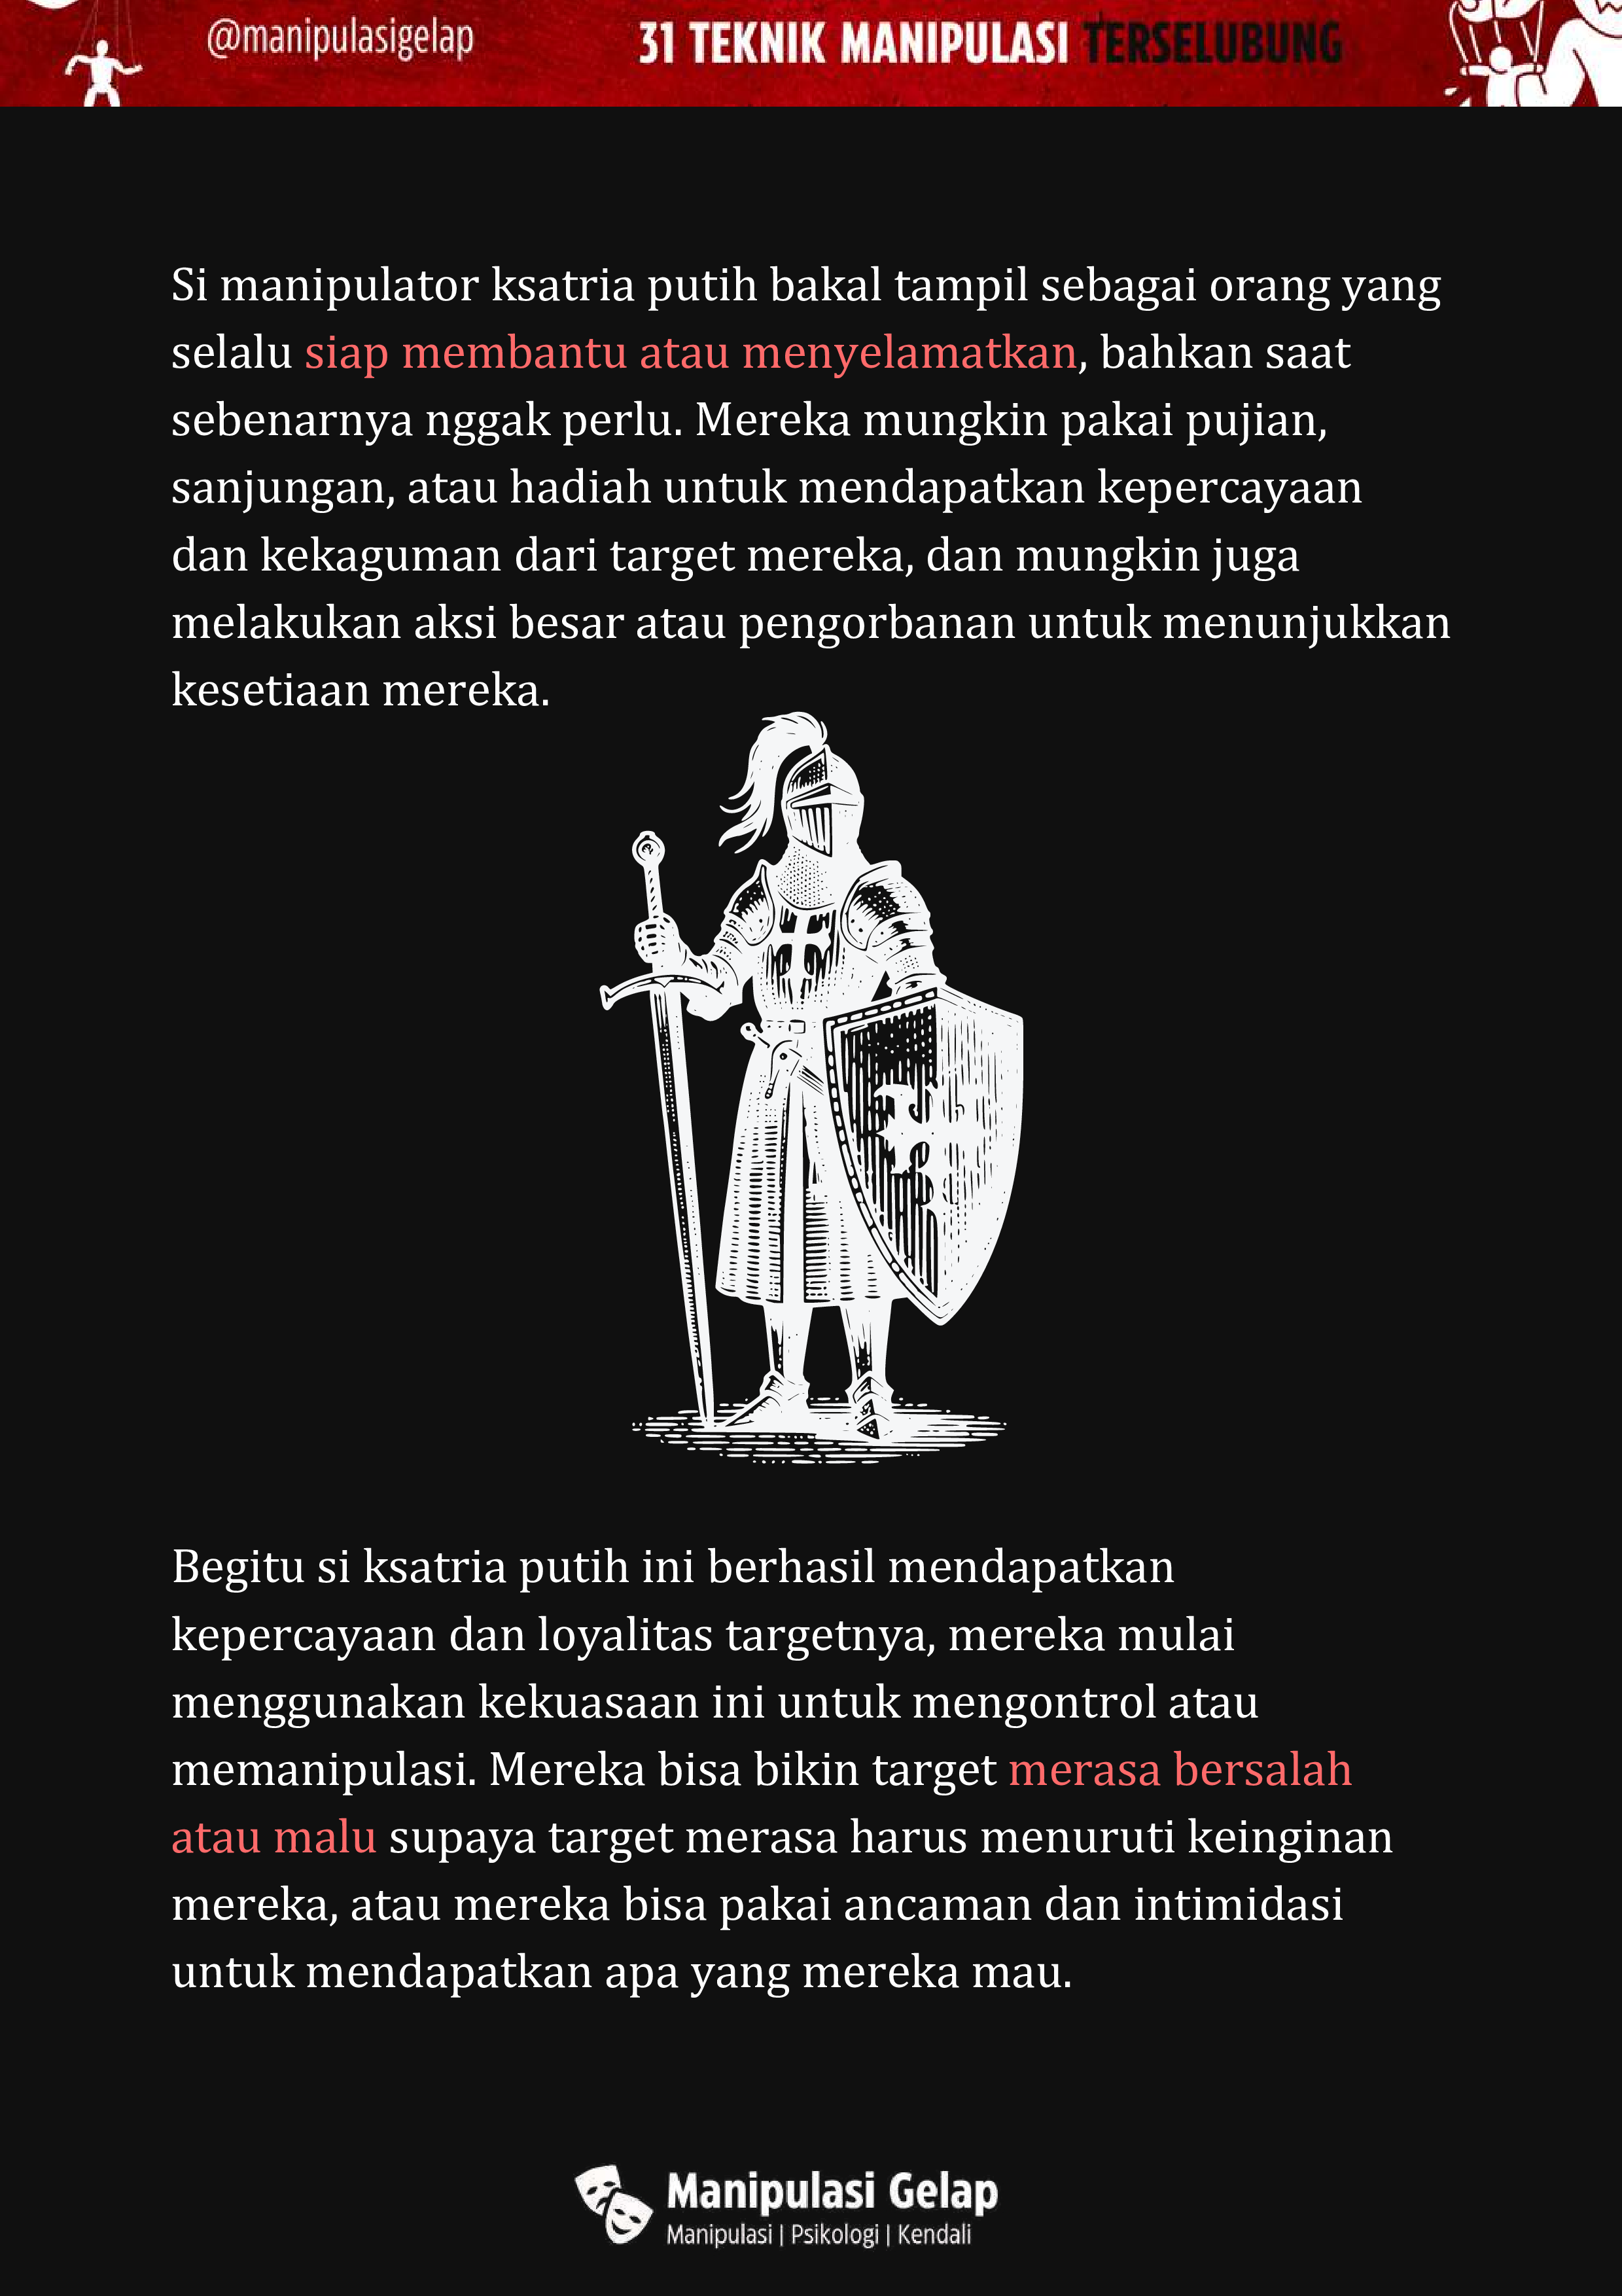 @manipulasigelap
31 TEKNIK MANIPULASI TERSELUBUNG
Si manipulator ksatria putih bakal tampil sebagai orang yang
selalu siap membantu atau menyelamatkan, bahkan saat
sebenarnya nggak perlu. Mereka mungkin pakai pujian,
sanjungan, atau hadiah untuk mendapatkan kepercayaan
dan kekaguman dari target mereka, dan mungkin juga
melakukan aksi besar atau pengorbanan untuk menunjukkan
kesetiaan mereka.
Begitu si ksatria putih ini berhasil mendapatkan
kepercayaan dan loyalitas targetnya, mereka mulai
menggunakan kekuasaan ini untuk mengontrol atau
memanipulasi. Mereka bisa bikin target merasa bersalah
atau malu supaya target merasa harus menuruti keinginan
mereka, atau mereka bisa pakai ancaman dan intimidasi
untuk mendapatkan apa yang mereka mau.
Manipulasi Gelap
Manipulasi | Psikologi | Kendali